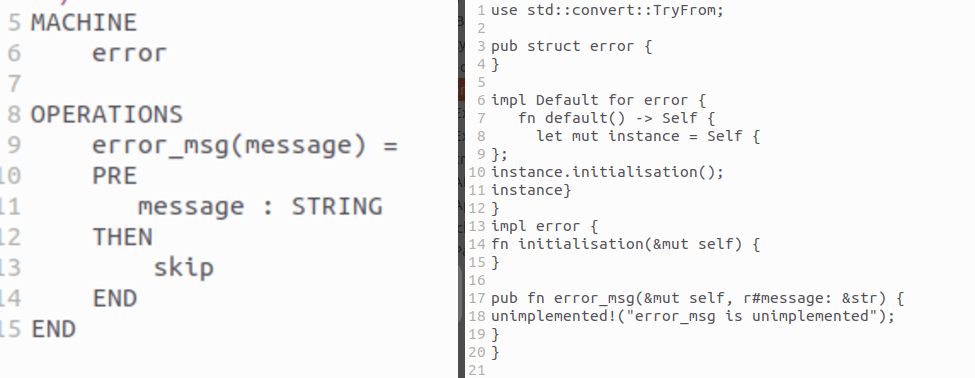 5 MACHINE
6     error
7
8 OPERATIONS
9     error_msg(message) =
10     PRE
11        message : STRING
12     THEN
13         skip
14     END
15 END
1 use std::convert::TryFrom;
2
3 pub struct error {
4 }
5
6 impl Default for error {
7    fn default() -> Self {
8      let mut instance = Self {
9 };
10 instance.initialisation();
11 instance}
12 }
13 impl error {
14 fn initialisation(&mut self) {
15 }
16
17 pub fn error_msg(&mut self, r#message: &str) {
18 unimplemented!("error_msg is unimplemented");
19 }
20 }
21